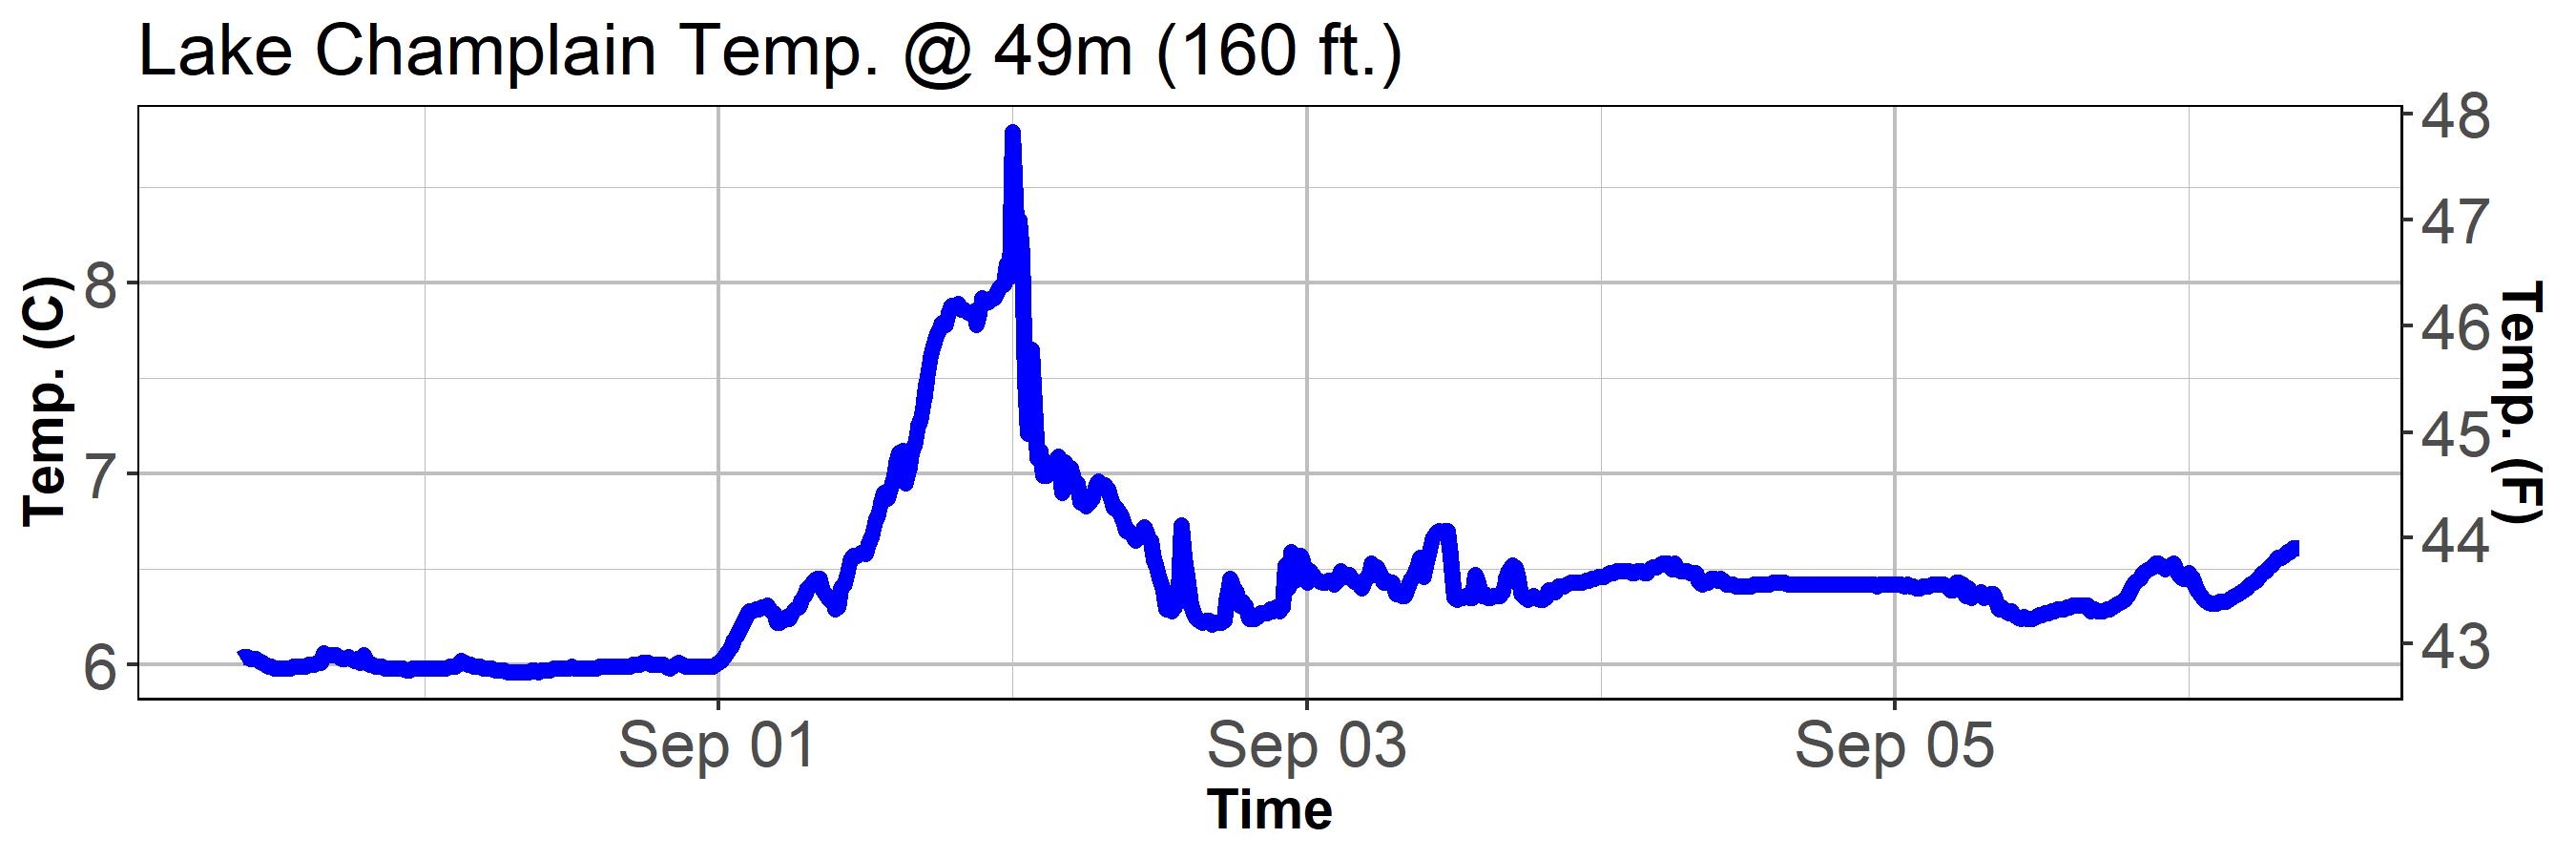 Lake Champlain Temp. @ 49m (160 ft.)
Temp. (C)
8
7
6
48
47
46
45
44
43
Temp. (F)
Sep 01 Sep 03 Sep 05
Time